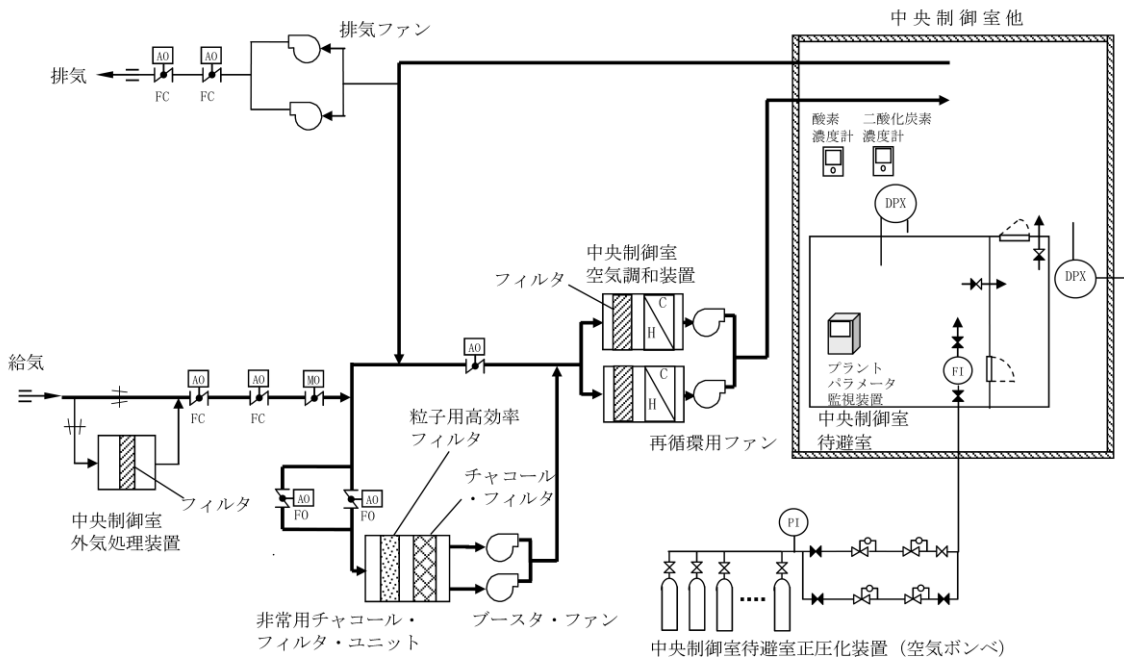 中央制御室他
排気ファン
排気
AO
AO
FC
FC
酸素
濃度計
二酸化炭素
濃度計
DPX
DPX
中央制御室
空気調和装置
フィルタ
C
H
C
H
再循環用ファン
プラント
パラメータ
監視装置
FI
中央制御室
待避室
給気
AO
AO
MO
FC
FC
AO
フィルタ
中央制御室
外気処理装置
粒子用高効率
フィルタ
チャコール
・フィルタ
AO
FO
AO
FO
非常用チャコール・
フィルタ・ユニット
ブースタ・ファン
PI
中央制御室待避室正圧化装置（空気ボンベ）